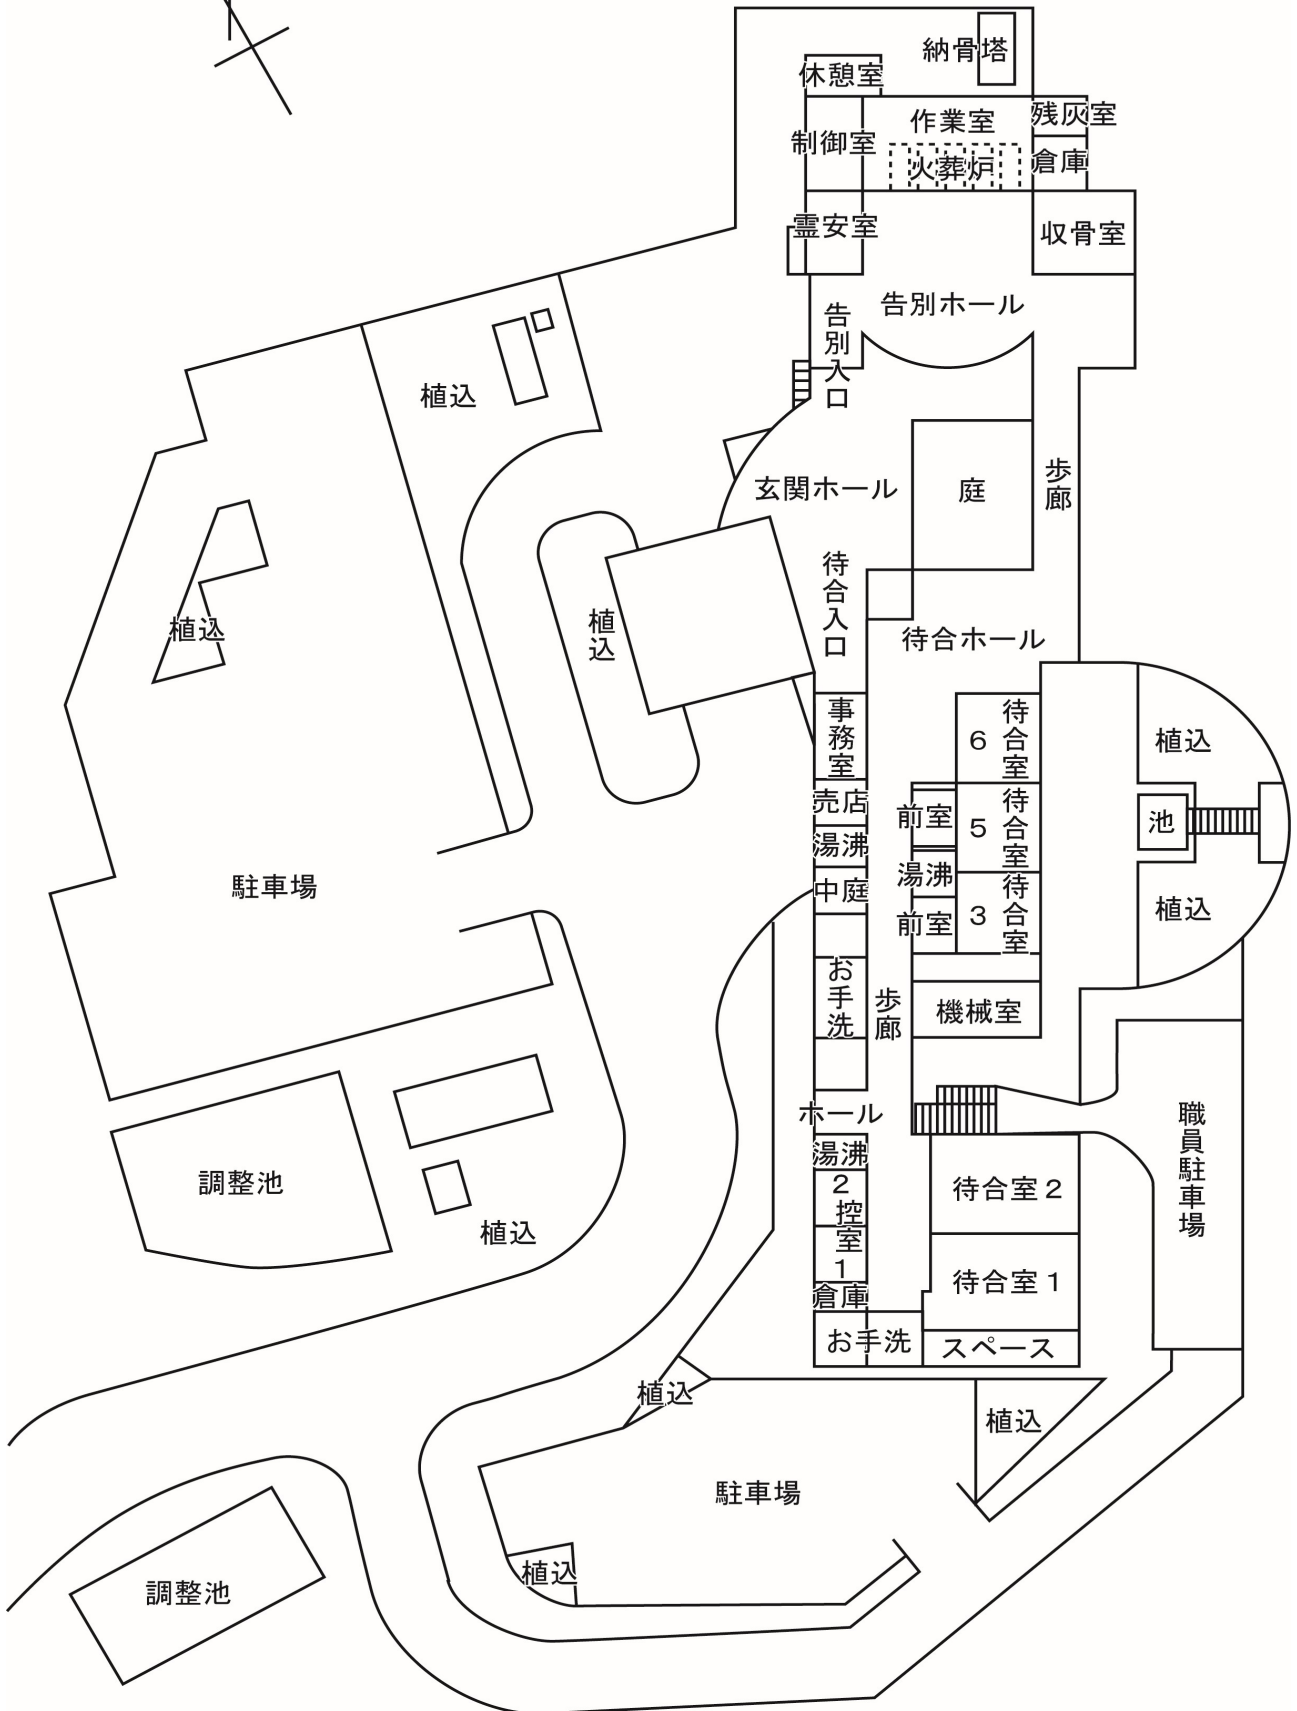 納骨塔
休憩室
作業室
残灰室
制御室
火葬炉
倉庫
霊安室
収骨室
告別ホール
告別入口
植込
玄関ホール
庭
歩廊
待合入口
植込
植込
待合ホール
事務室
6 待合室
植込
売店
前室
5 待合室
池
湯沸
湯沸
駐車場
中庭
前室
3 待合室
植込
お手洗
歩廊
機械室
ホール
職員駐車場
湯沸
調整池
2
控室
1
待合室2
植込
待合室1
倉庫
お手洗
スペース
植込
植込
駐車場
植込
調整池